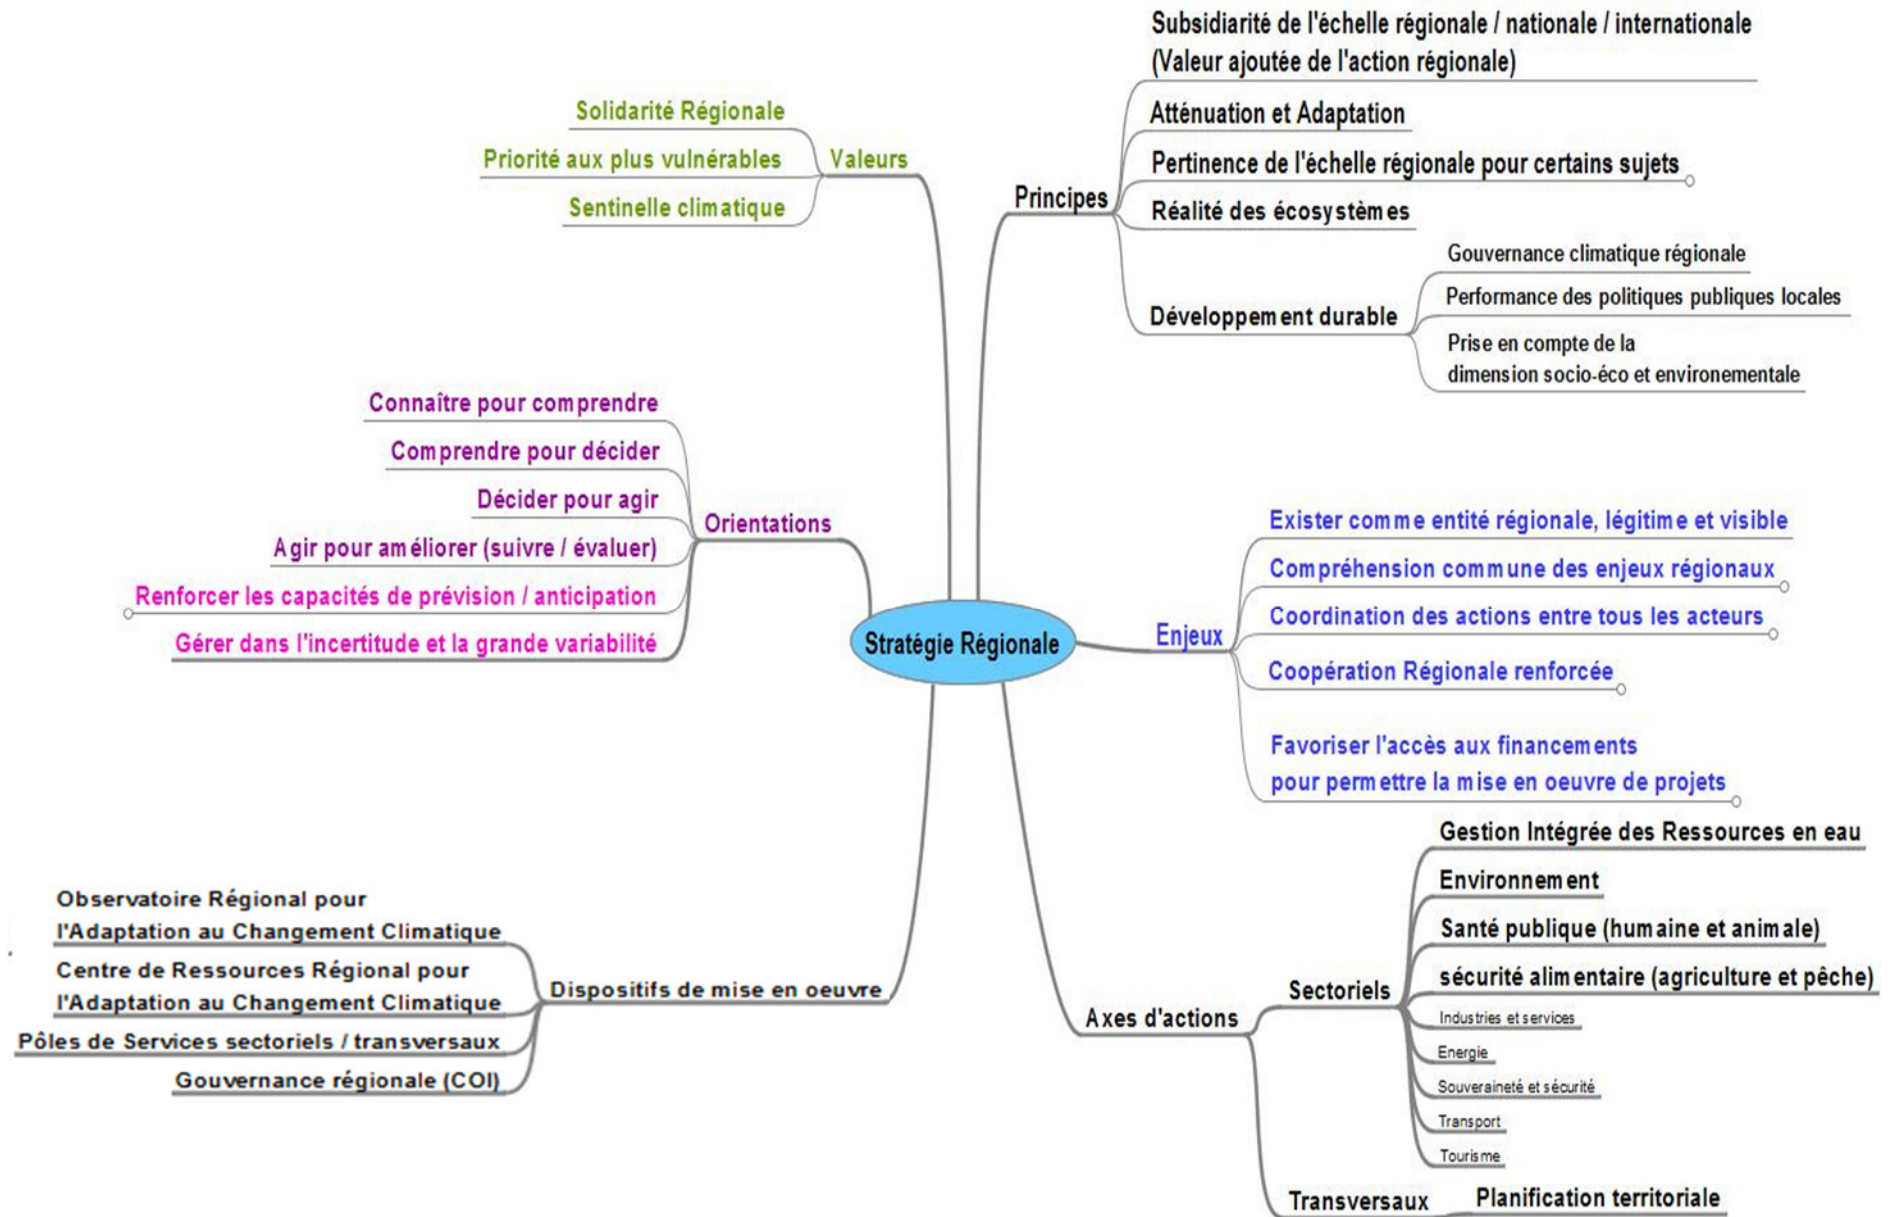 Subsidiarité de l'échelle régionale / nationale / internationale
(Valeur ajoutée de l'action régionale)
Atténuation et Adaptation
Pertinence de l'échelle régionale pour certains sujets
Principes
Réalité des écosystèmes
Développement durable
Gouvernance climatique régionale
Performance des politiques publiques locales
Prise en compte de la
dimension socio-éco et environementale
Solidarité Régionale
Priorité aux plus vulnérables
Valeurs
Sentinelle climatique
Connaître pour comprendre
Comprendre pour décider
Décider pour agir
Orientations
Agir pour améliorer (suivre / évaluer)
Renforcer les capacités de prévision / anticipation
Gérer dans l'incertitude et la grande variabilité
Stratégie Régionale
Enjeux
Exister comme entité régionale, légitime et visible
Compréhension commune des enjeux régionaux
Coordination des actions entre tous les acteurs
Coopération Régionale renforcée
Favoriser l'accès aux financements
pour permettre la mise en oeuvre de projets
Observatoire Régional pour
l'Adaptation au Changement Climatique
Centre de Ressources Régional pour
l'Adaptation au Changement Climatique
Dispositifs de mise en oeuvre
Pôles de Services sectoriels / transversaux
Gouvernance régionale (COI)
Axes d'actions
Sectoriels
Gestion Intégrée des Ressources en eau
Environnement
Santé publique (humaine et animale)
sécurité alimentaire (agriculture et pêche)
Industries et services
Energie
Souveraineté et sécurité
Transport
Tourisme
Transversaux
Planification territoriale